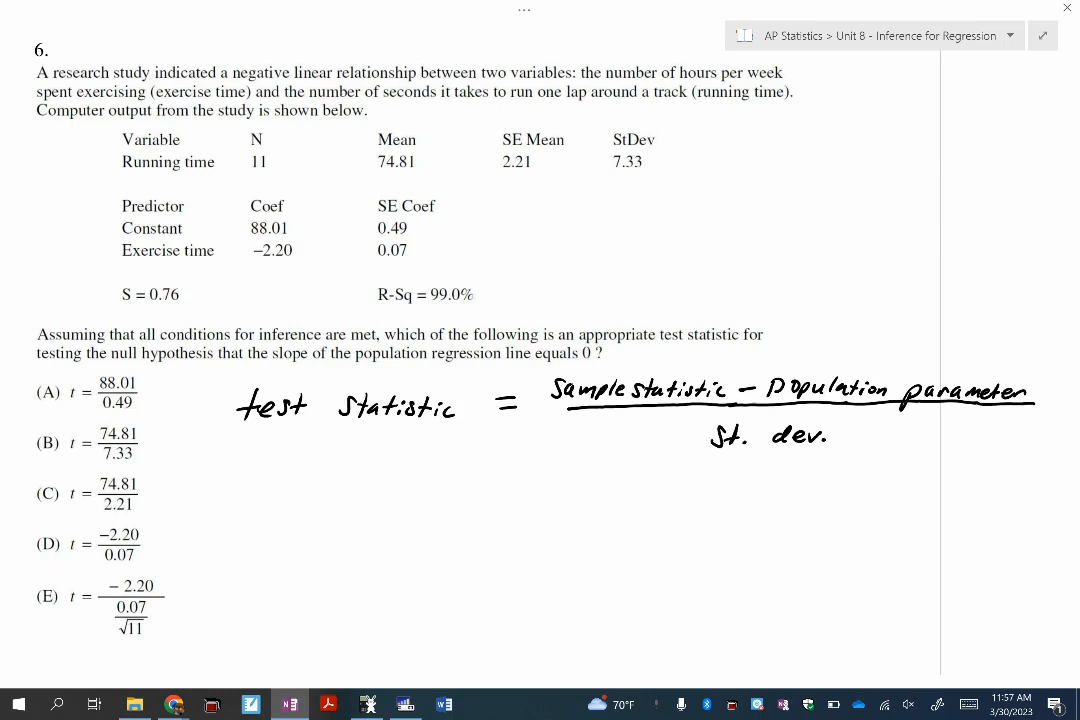 ...
AP Statistics > Unit 8 - Inference for Regression
6.
A research study indicated a negative linear relationship between two variables: the number of hours per week
spent exercising (exercise time) and the number of seconds it takes to run one lap around a track (running time).
Computer output from the study is shown below.
Variable N Mean SE Mean StDev
Running time 11 74.81 2.21 7.33
Predictor Coef SE Coef
Constant 88.01 0.49
Exercise time −2.20 0.07
S = 0.76 R-Sq = 99.0%
Assuming that all conditions for inference are met, which of the following is an appropriate test statistic for
testing the null hypothesis that the slope of the population regression line equals 0 ?
(A) t = 88.01
0.49
(B) t = 74.81
7.33
(C) t = 74.81
2.21
(D) t = −2.20
0.07
(E) t = − 2.20
0.07
√11
test statistic = Sample statistic − Population parameter
St. dev.
70°F
11:57 AM
3/30/2023